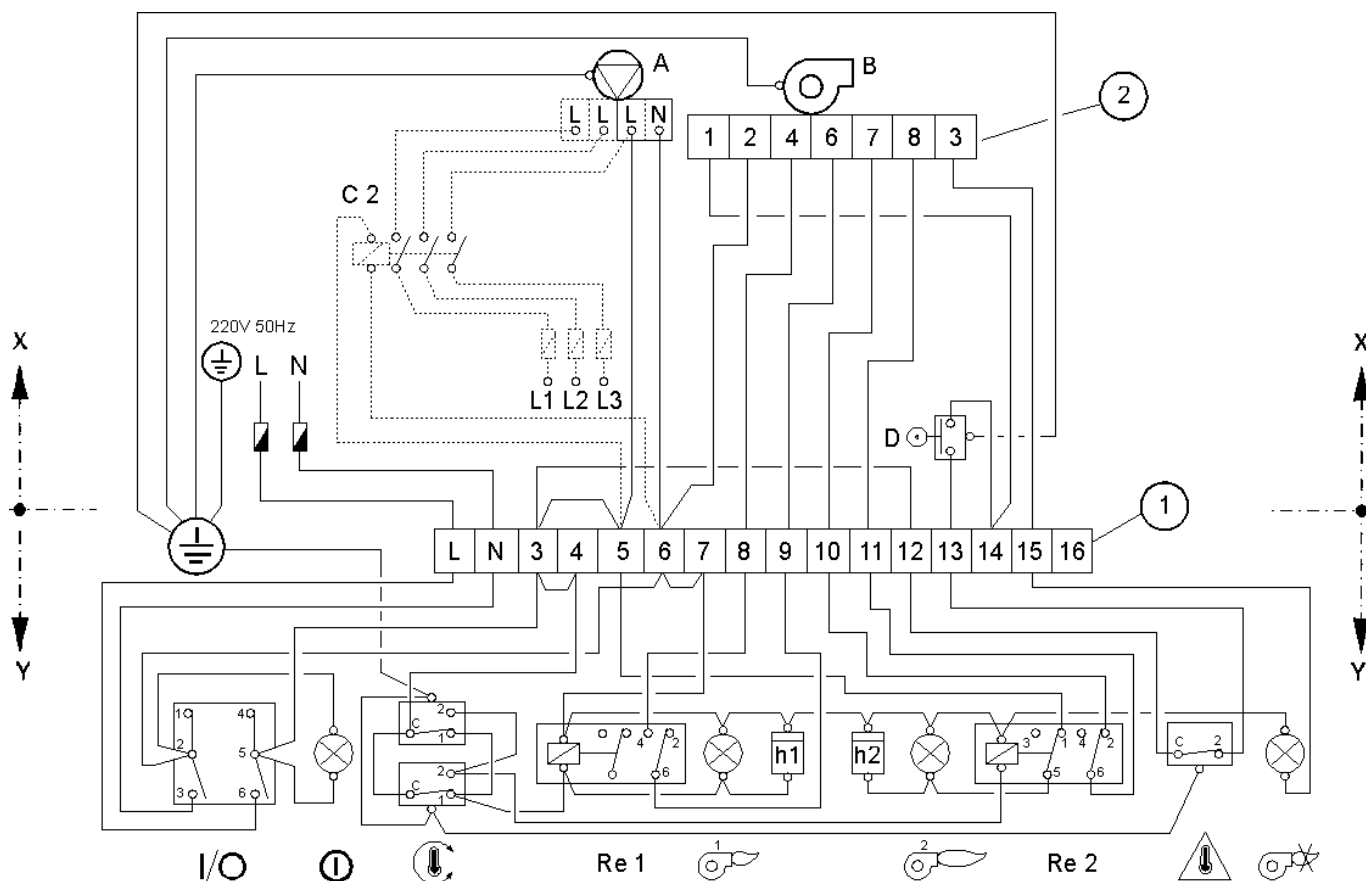 A
B
2
L L L N
1 2 4 6 7 8 3
C 2
220V 50Hz
X
X
L N
L1 L2 L3
D
1
L N 3 4 5 6 7 8 9 10 11 12 13 14 15 16
Y
Y
1 4
2 5
3 6
2
C 1
2
C 1
4 2
6
h1
h2
3 1 4 2
5 6
C 2
I/O
Re 1
1
2
Re 2